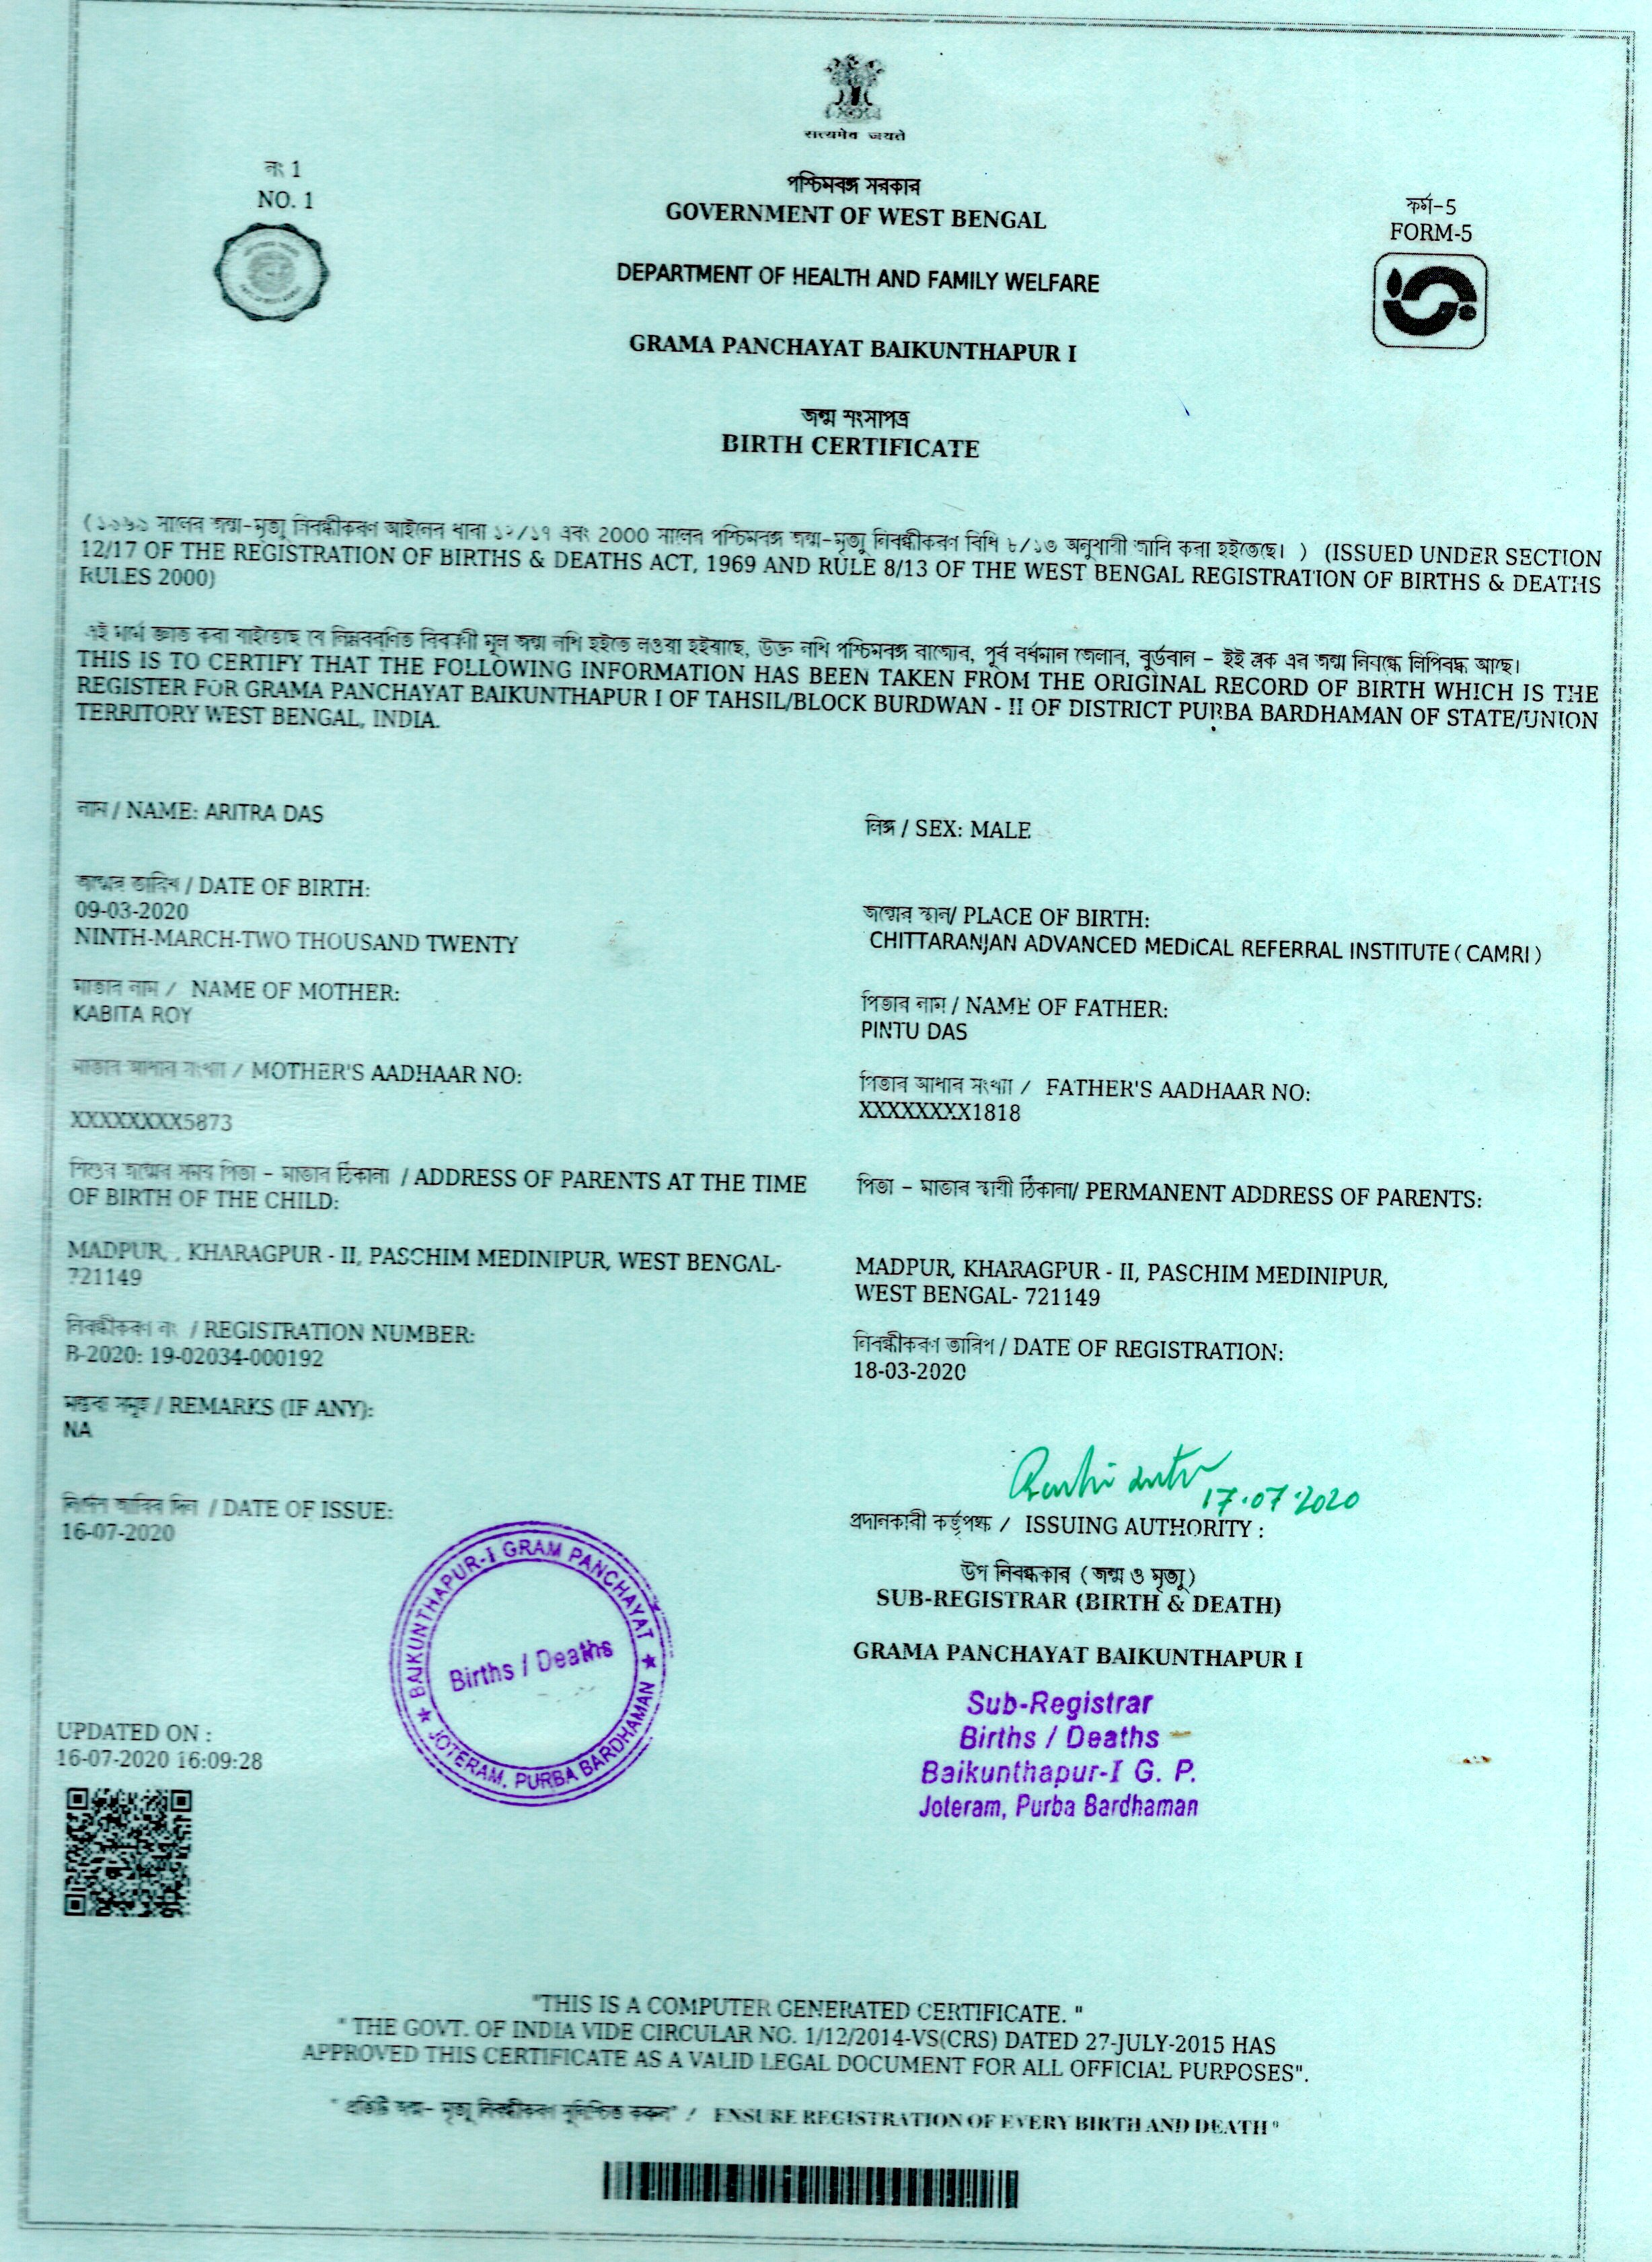 सत्यमेव जयते
নং 1
NO. 1
পশ্চিমবঙ্গ সরকার
GOVERNMENT OF WEST BENGAL
ফর্ম-5
FORM-5
DEPARTMENT OF HEALTH AND FAMILY WELFARE
GRAMA PANCHAYAT BAIKUNTHAPUR I
জন্ম শংসাপত্র
BIRTH CERTIFICATE
(১৯৬৯ সালের জন্ম-মৃত্যু নিবন্ধীকরণ আইনের ধারা ১২/১৭ এবং 2000 সালের পশ্চিমবঙ্গ জন্ম-মৃত্যু নিবন্ধীকরণ বিধি ৮/১৩ অনুযায়ী জারি করা হইতেছে। ) (ISSUED UNDER SECTION
12/17 OF THE REGISTRATION OF BIRTHS & DEATHS ACT, 1969 AND RULE 8/13 OF THE WEST BENGAL REGISTRATION OF BIRTHS & DEATHS
RULES 2000)
এই মর্মে জ্ঞাত করা যাইতেছে যে নিম্নবর্ণিত বিবরণী মূল জন্ম নথি হইতে লওয়া হইয়াছে, উক্ত নথি পশ্চিমবঙ্গ রাজ্যের, পূর্ব বর্ধমান জেলার, বুর্ডবান - ইই ব্লক এর জন্ম নিবন্ধে লিপিবদ্ধ আছে।
THIS IS TO CERTIFY THAT THE FOLLOWING INFORMATION HAS BEEN TAKEN FROM THE ORIGINAL RECORD OF BIRTH WHICH IS THE
REGISTER FOR GRAMA PANCHAYAT BAIKUNTHAPUR I OF TAHSIL/BLOCK BURDWAN - II OF DISTRICT PURBA BARDHAMAN OF STATE/UNION
TERRITORY WEST BENGAL, INDIA.
নাম / NAME: ARITRA DAS
লিঙ্গ / SEX: MALE
জন্মের তারিখ / DATE OF BIRTH:
09-03-2020
NINTH-MARCH-TWO THOUSAND TWENTY
জন্মের স্থান/ PLACE OF BIRTH:
CHITTARANJAN ADVANCED MEDICAL REFERRAL INSTITUTE ( CAMRI )
মাতার নাম / NAME OF MOTHER:
KABITA ROY
পিতার নাম / NAME OF FATHER:
PINTU DAS
মাতার আধার সংখ্যা / MOTHER'S AADHAAR NO:
XXXXXXXX5873
পিতার আধার সংখ্যা / FATHER'S AADHAAR NO:
XXXXXXXX1818
শিশুর জন্মের সময় পিতা - মাতার ঠিকানা / ADDRESS OF PARENTS AT THE TIME
OF BIRTH OF THE CHILD:
MADPUR, , KHARAGPUR - II, PASCHIM MEDINIPUR, WEST BENGAL-
721149
পিতা - মাতার স্থায়ী ঠিকানা/ PERMANENT ADDRESS OF PARENTS:
MADPUR, KHARAGPUR - II, PASCHIM MEDINIPUR,
WEST BENGAL- 721149
নিবন্ধীকরণ নং / REGISTRATION NUMBER:
B-2020: 19-02034-000192
নিবন্ধীকরণ তারিখ / DATE OF REGISTRATION:
18-03-2020
মন্তব্য সমূহ / REMARKS (IF ANY):
NA
17.07.2020
/ DATE OF ISSUE:
16-07-2020
প্রদানকারী কর্তৃপক্ষ / ISSUING AUTHORITY :
উপ নিবন্ধকার ( জন্ম ও মৃত্যু)
SUB-REGISTRAR (BIRTH & DEATH)
GRAMA PANCHAYAT BAIKUNTHAPUR I
★ BAIKUNTHAPUR-I GRAM PANCHAYAT ★
Births / Deaths
JOTERAM, PURBA BARDHAMAN
Sub-Registrar
Births / Deaths
Baikunthapur-I G. P.
Joteram, Purba Bardhaman
UPDATED ON :
16-07-2020 16:09:28
"THIS IS A COMPUTER GENERATED CERTIFICATE. "
" THE GOVT. OF INDIA VIDE CIRCULAR NO. 1/12/2014-VS(CRS) DATED 27-JULY-2015 HAS
APPROVED THIS CERTIFICATE AS A VALID LEGAL DOCUMENT FOR ALL OFFICIAL PURPOSES".
" প্রতিটি জন্ম- মৃত্যু নিবন্ধীকরণ সুনিশ্চিত করুন" / ENSURE REGISTRATION OF EVERY BIRTH AND DEATH "